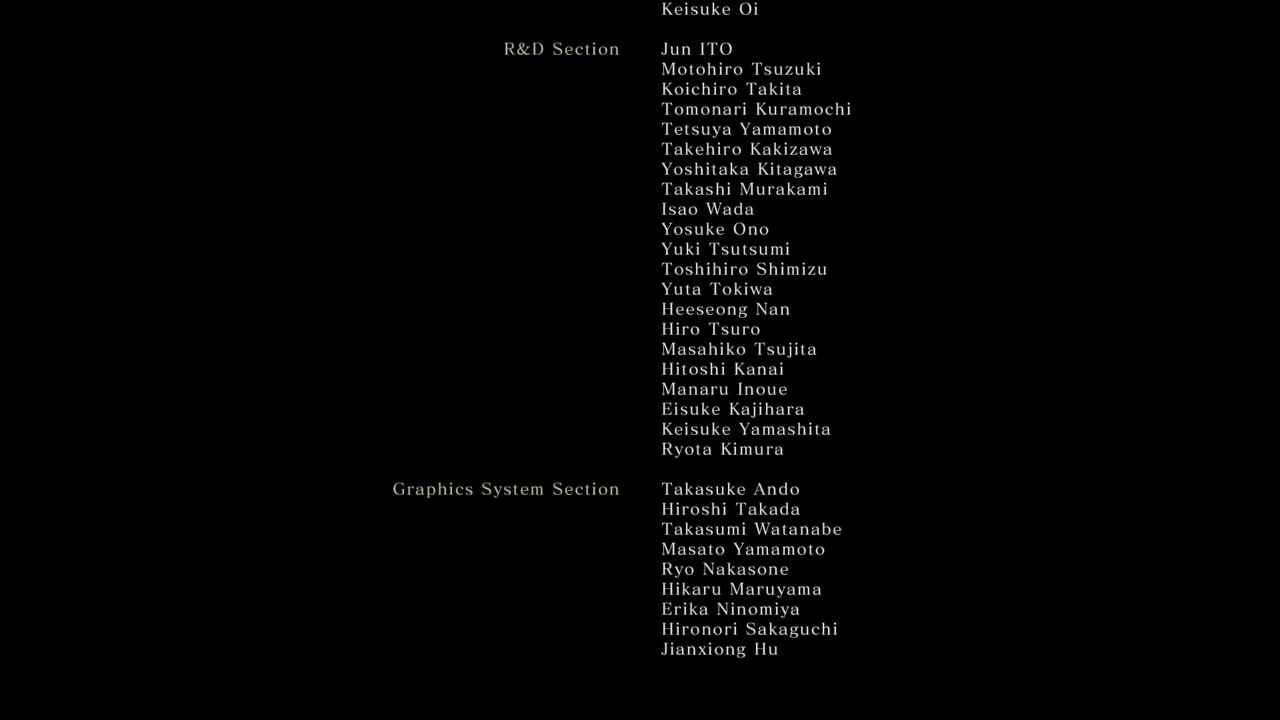 Keisuke Oi
R&D Section Jun ITO
Motohiro Tsuzuki
Koichiro Takita
Tomonari Kuramochi
Tetsuya Yamamoto
Takehiro Kakizawa
Yoshitaka Kitagawa
Takashi Murakami
Isao Wada
Yosuke Ono
Yuki Tsutsumi
Toshihiro Shimizu
Yuta Tokiwa
Heeseong Nan
Hiro Tsuro
Masahiko Tsujita
Hitoshi Kanai
Manaru Inoue
Eisuke Kajihara
Keisuke Yamashita
Ryota Kimura
Graphics System Section Takasuke Ando
Hiroshi Takada
Takasumi Watanabe
Masato Yamamoto
Ryo Nakasone
Hikaru Maruyama
Erika Ninomiya
Hironori Sakaguchi
Jianxiong Hu